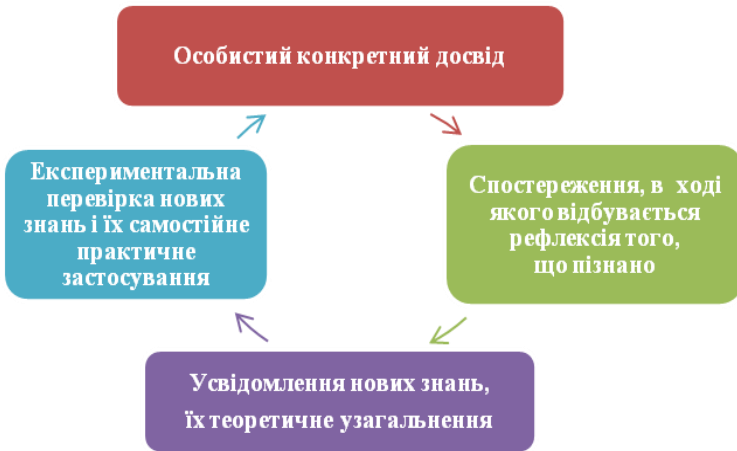 Особистий конкретний досвід
Експериментальна
перевірка нових
знань і їх самостійне
практичне
застосування
Спостереження, в ході
якого відбувається
рефлексія того,
що пізнано
Усвідомлення нових знань,
їх теоретичне узагальнення